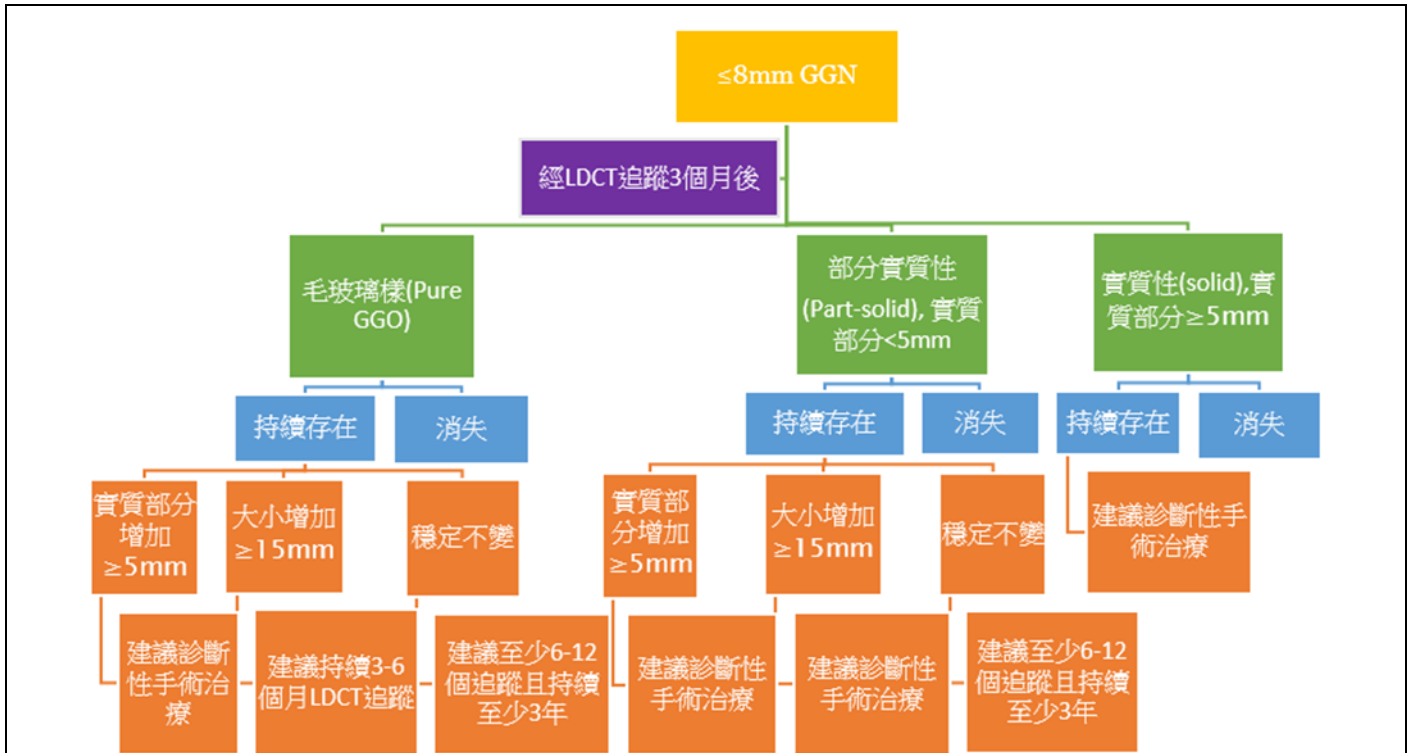 ≤8mm GGN
經LDCT追蹤3個月後
毛玻璃樣(Pure
GGO)
部分實質性
(Part-solid), 實質
部分<5mm
實質性(solid),實
質部分≥5mm
持續存在
消失
持續存在
消失
持續存在
消失
實質部分
增加
≥5mm
大小增加
≥15mm
穩定不變
實質部
分增加
≥5mm
大小增加
≥15mm
穩定不變
建議診斷性手
術治療
建議診斷
性手術治
療
建議持續3-6
個月LDCT追蹤
建議至少6-12
個追蹤且持續
至少3年
建議診斷性
手術治療
建議診斷性
手術治療
建議至少6-12
個追蹤且持續
至少3年